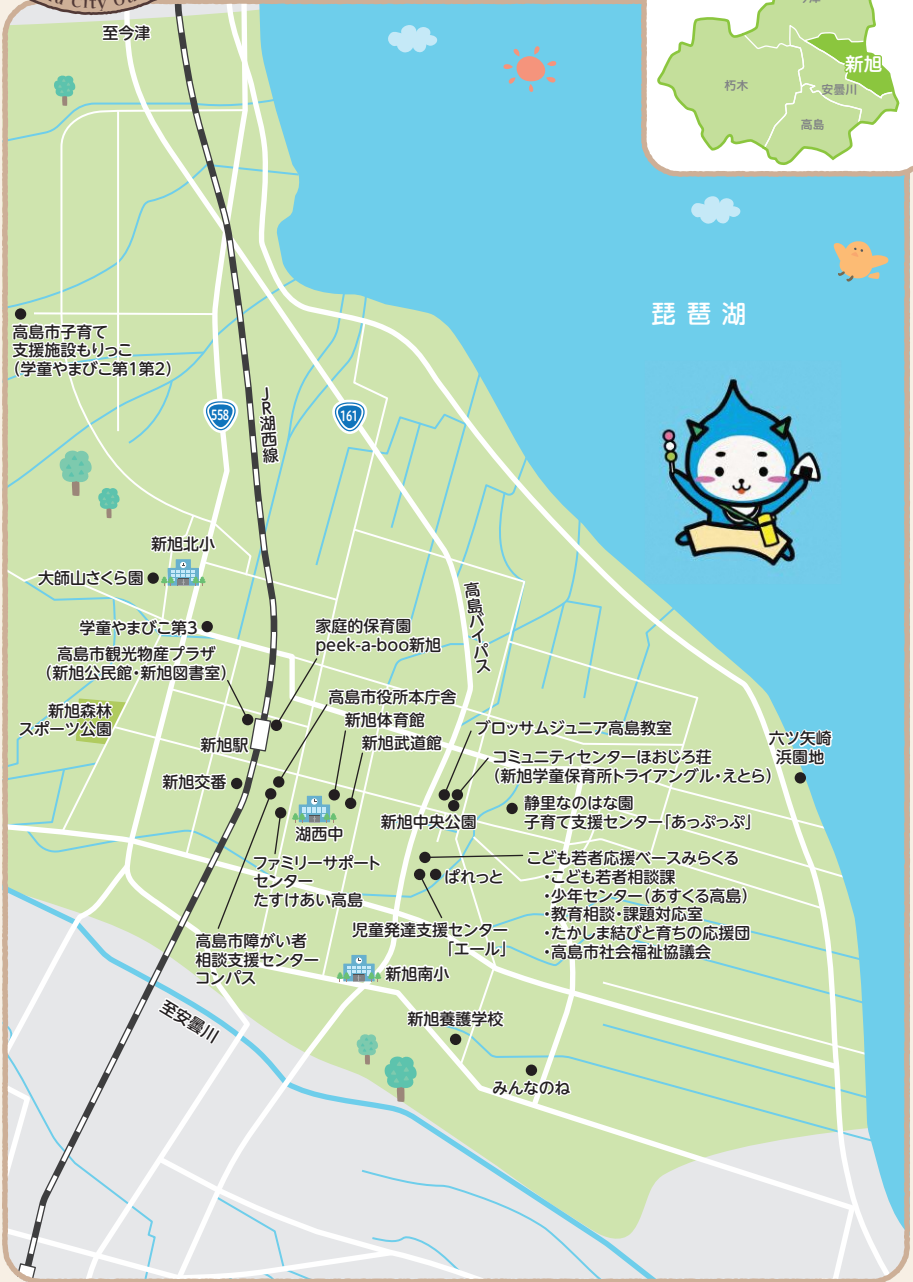 至今津
今津
新旭
朽木
安曇川
高島
琵琶湖
高島市子育て
支援施設もりっこ
（学童やまびこ第1第2）
558
161
JR湖西線
新旭北小
大師山さくら園
高島バイパス
学童やまびこ第3
家庭的保育園
peek-a-boo新旭
高島市観光物産プラザ
（新旭公民館・新旭図書室）
新旭森林
スポーツ公園
高島市役所本庁舎
新旭体育館
新旭武道館
新旭駅
ブロッサムジュニア高島教室
六ツ矢崎
浜園地
コミュニティセンターほおじろ荘
（新旭学童保育所トライアングル・えとら）
新旭交番
静里なのはな園
子育て支援センター「あっぷっぷ」
新旭中央公園
湖西中
ファミリーサポート
センター
たすけあい高島
こども若者応援ベースみらくる
・こども若者相談課
・少年センター（あすくる高島）
・教育相談・課題対応室
・たかしま結びと育ちの応援団
・高島市社会福祉協議会
ぱれっと
児童発達支援センター
「エール」
高島市障がい者
相談支援センター
コンパス
新旭南小
至安曇川
新旭養護学校
みんなのね